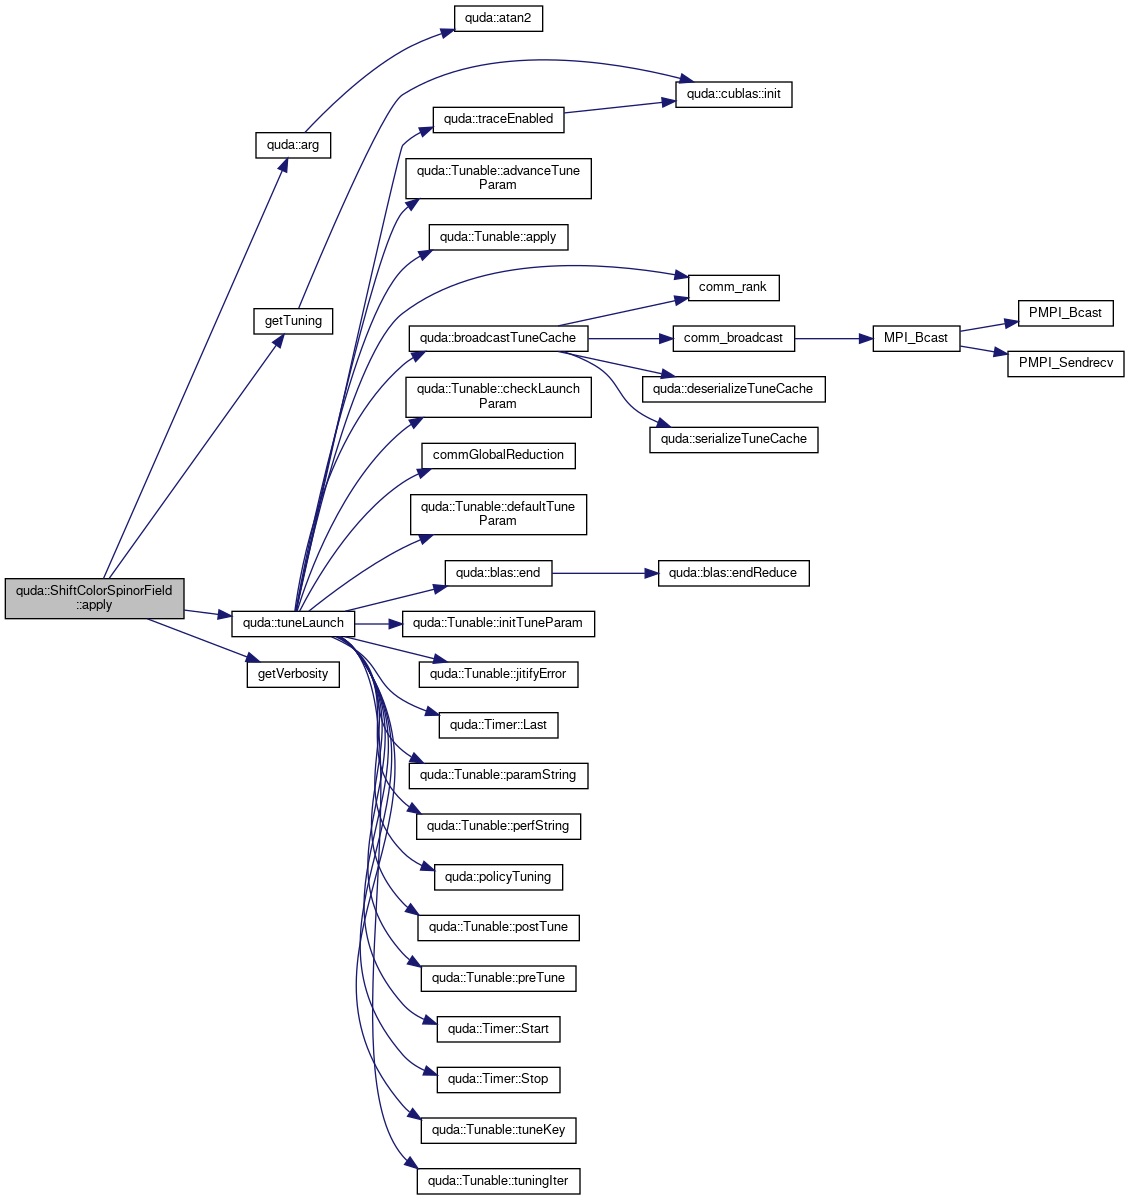 quda::atan2
quda::cublas::init
quda::traceEnabled
quda::arg
quda::Tunable::advanceTune
Param
quda::Tunable::apply
comm_rank
getTuning
quda::broadcastTuneCache
comm_broadcast
MPI_Bcast
PMPI_Bcast
PMPI_Sendrecv
quda::deserializeTuneCache
quda::Tunable::checkLaunch
Param
quda::serializeTuneCache
commGlobalReduction
quda::Tunable::defaultTune
Param
quda::blas::end
quda::blas::endReduce
quda::ShiftColorSpinorField
::apply
quda::tuneLaunch
quda::Tunable::initTuneParam
getVerbosity
quda::Tunable::jitifyError
quda::Timer::Last
quda::Tunable::paramString
quda::Tunable::perfString
quda::policyTuning
quda::Tunable::postTune
quda::Tunable::preTune
quda::Timer::Start
quda::Timer::Stop
quda::Tunable::tuneKey
quda::Tunable::tuningIter